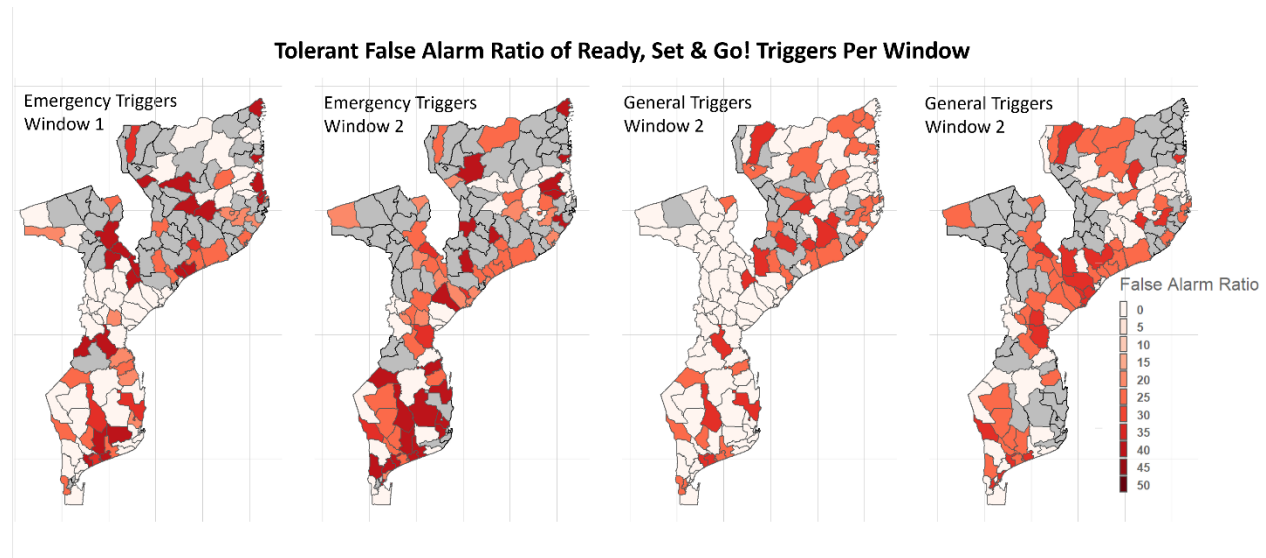 Tolerant False Alarm Ratio of Ready, Set & Go! Triggers Per Window
Emergency Triggers
Window 1
Emergency Triggers
Window 2
General Triggers
Window 2
General Triggers
Window 2
False Alarm Ratio
0
5
10
15
20
25
30
35
40
45
50